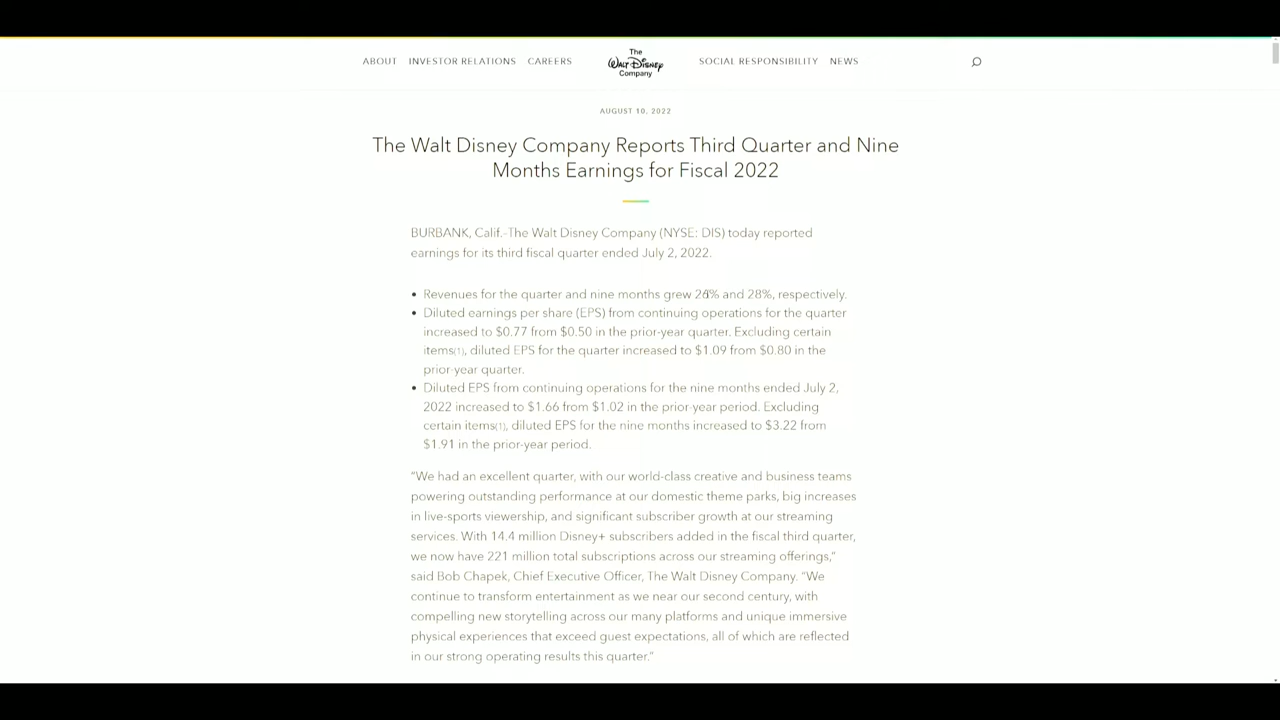 ABOUT INVESTOR RELATIONS CAREERS The Walt Disney Company SOCIAL RESPONSIBILITY NEWS
AUGUST 10, 2022
The Walt Disney Company Reports Third Quarter and Nine
Months Earnings for Fiscal 2022
BURBANK, Calif.–The Walt Disney Company (NYSE: DIS) today reported
earnings for its third fiscal quarter ended July 2, 2022.
• Revenues for the quarter and nine months grew 26% and 28%, respectively.
• Diluted earnings per share (EPS) from continuing operations for the quarter
increased to $0.77 from $0.50 in the prior-year quarter. Excluding certain
items(1), diluted EPS for the quarter increased to $1.09 from $0.80 in the
prior-year quarter.
• Diluted EPS from continuing operations for the nine months ended July 2,
2022 increased to $1.66 from $1.02 in the prior-year period. Excluding
certain items(1), diluted EPS for the nine months increased to $3.22 from
$1.91 in the prior-year period.
“We had an excellent quarter, with our world-class creative and business teams
powering outstanding performance at our domestic theme parks, big increases
in live-sports viewership, and significant subscriber growth at our streaming
services. With 14.4 million Disney+ subscribers added in the fiscal third quarter,
we now have 221 million total subscriptions across our streaming offerings,”
said Bob Chapek, Chief Executive Officer, The Walt Disney Company. “We
continue to transform entertainment as we near our second century, with
compelling new storytelling across our many platforms and unique immersive
physical experiences that exceed guest expectations, all of which are reflected
in our strong operating results this quarter.”